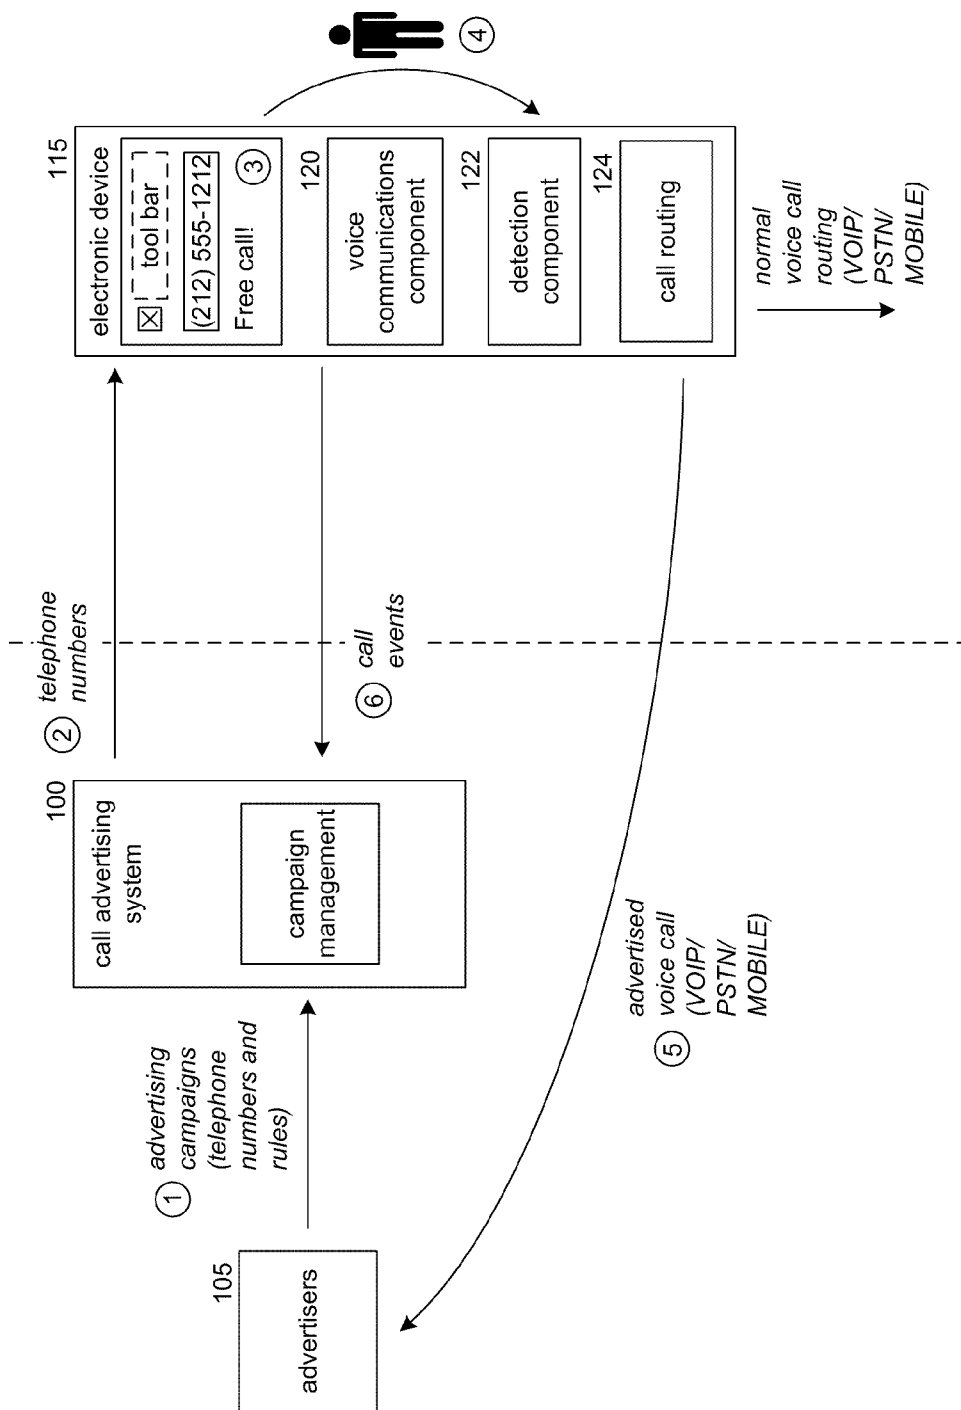 105
advertisers
1
advertising
campaigns
(telephone
numbers and
rules)
100
call advertising
system
campaign
management
2
telephone
numbers
6
call
events
5
advertised
voice call
(VOIP/
PSTN/
MOBILE)
115
electronic device
tool bar
(212) 555-1212
Free call!
3
4
120
voice
communications
component
122
detection
component
124
call routing
normal
voice call
routing
(VOIP/
PSTN/
MOBILE)